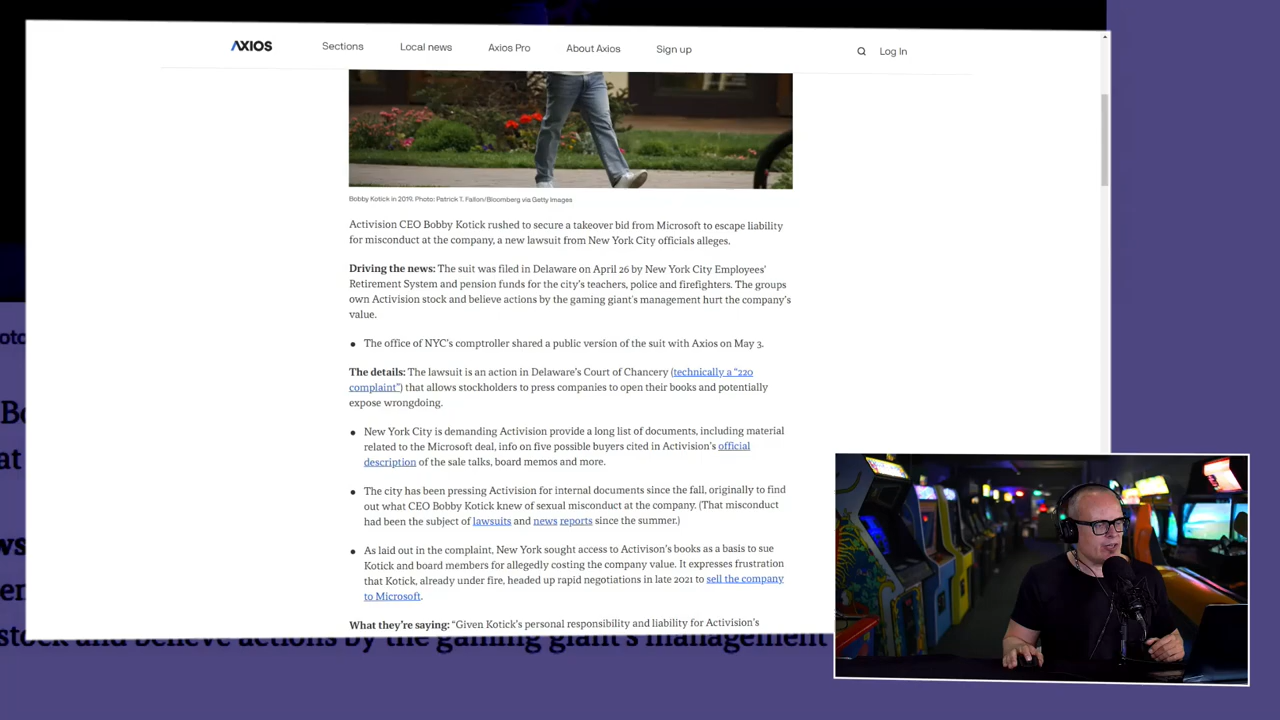 AXIOS
Sections
Local news
Axios Pro
About Axios
Sign up
Log In
Bobby Kotick in 2019. Photo: Patrick T. Fallon/Bloomberg via Getty Images
Activision CEO Bobby Kotick rushed to secure a takeover bid from Microsoft to escape liability
for misconduct at the company, a new lawsuit from New York City officials alleges.
Driving the news: The suit was filed in Delaware on April 26 by New York City Employees'
Retirement System and pension funds for the city's teachers, police and firefighters. The groups
own Activision stock and believe actions by the gaming giant's management hurt the company's
value.
• The office of NYC's comptroller shared a public version of the suit with Axios on May 3.
The details: The lawsuit is an action in Delaware's Court of Chancery (technically a "220
complaint") that allows stockholders to press companies to open their books and potentially
expose wrongdoing.
• New York City is demanding Activision provide a long list of documents, including material
related to the Microsoft deal, info on five possible buyers cited in Activision's official
description of the sale talks, board memos and more.
• The city has been pressing Activision for internal documents since the fall, originally to find
out what CEO Bobby Kotick knew of sexual misconduct at the company. (That misconduct
had been the subject of lawsuits and news reports since the summer.)
• As laid out in the complaint, New York sought access to Activison's books as a basis to sue
Kotick and board members for allegedly costing the company value. It expresses frustration
that Kotick, already under fire, headed up rapid negotiations in late 2021 to sell the company
to Microsoft.
What they're saying: "Given Kotick's personal responsibility and liability for Activision's
stock and believe actions by the gaming giant's management